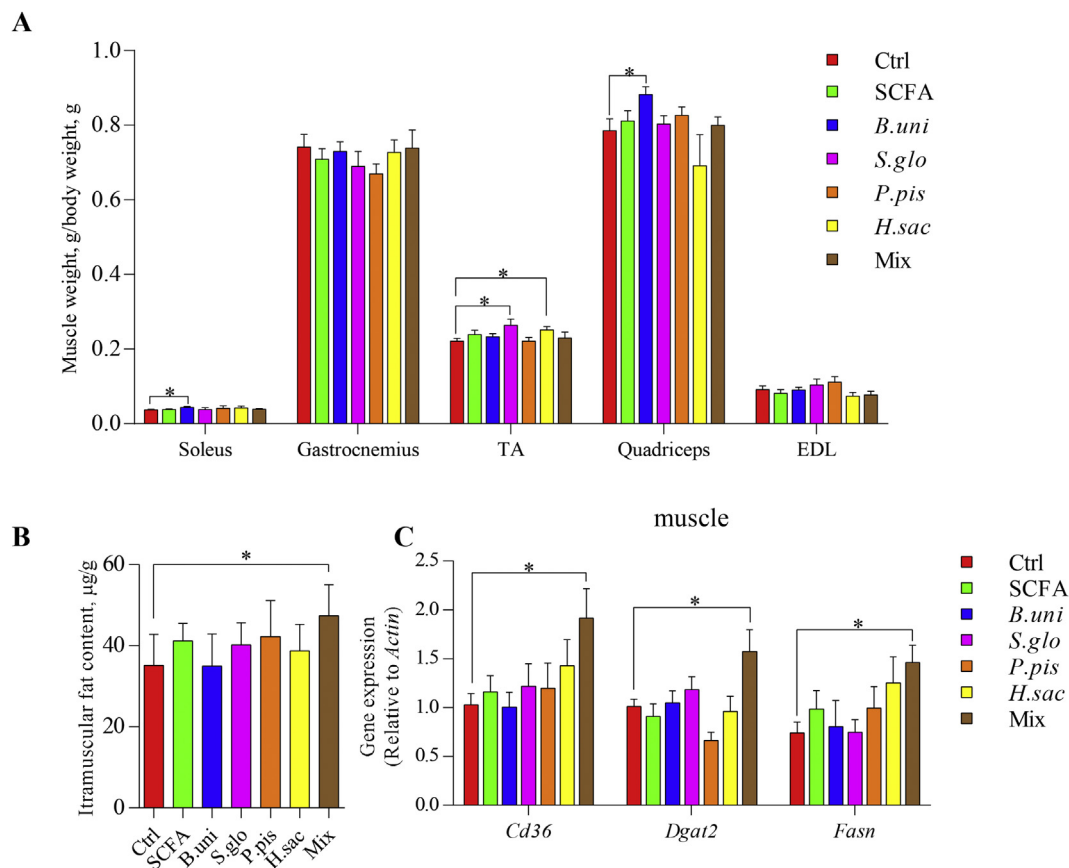 A
Muscle weight, g/body weight, g
1.0
0.8
0.6
0.4
0.2
0.0
*
*
*
*
Soleus
Gastrocnemius
TA
Quadriceps
EDL
Ctrl
SCFA
B.uni
S.glo
P.pis
H.sac
Mix
B
Itramuscular fat content, µg/g
60
40
20
0
*
Ctrl
SCFA
B.uni
S.glo
P.pis
H.sac
Mix
C
muscle
Gene expression
(Relative to Actin)
2.5
2.0
1.5
1.0
0.5
0.0
*
*
*
Cd36
Dgat2
Fasn
Ctrl
SCFA
B.uni
S.glo
P.pis
H.sac
Mix